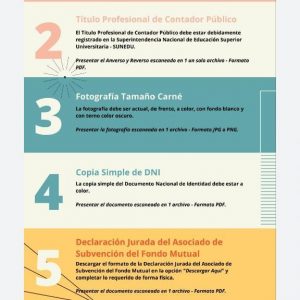 2
Título Profesional de Contador Público
El Título Profesional de Contador Público debe estar debidamente
registrado en la Superintendencia Nacional de Educación Superior
Universitaria - SUNEDU.
Presentar el Anverso y Reverso escaneado en 1 un solo archivo - Formato
PDF.
3
Fotografía Tamaño Carné
La fotografía debe ser actual, de frente, a color, con fondo blanco y
con terno color oscuro.
Presentar la fotografía escaneada en 1 archivo - Formato JPG o PNG.
4
Copia Simple de DNI
La copia simple del Documento Nacional de Identidad debe estar a
color.
Presentar el documento escaneado en 1 archivo - Formato PDF.
5
Declaración Jurada del Asociado de
Subvención del Fondo Mutual
Descargar el formato de la Declaración Jurada del Asociado de
Subvención del Fondo Mutual en la opción "Descargar Aquí" y
completar lo requerido de forma física.
Presentar el documento escaneado en 1 archivo - Formato PDF.